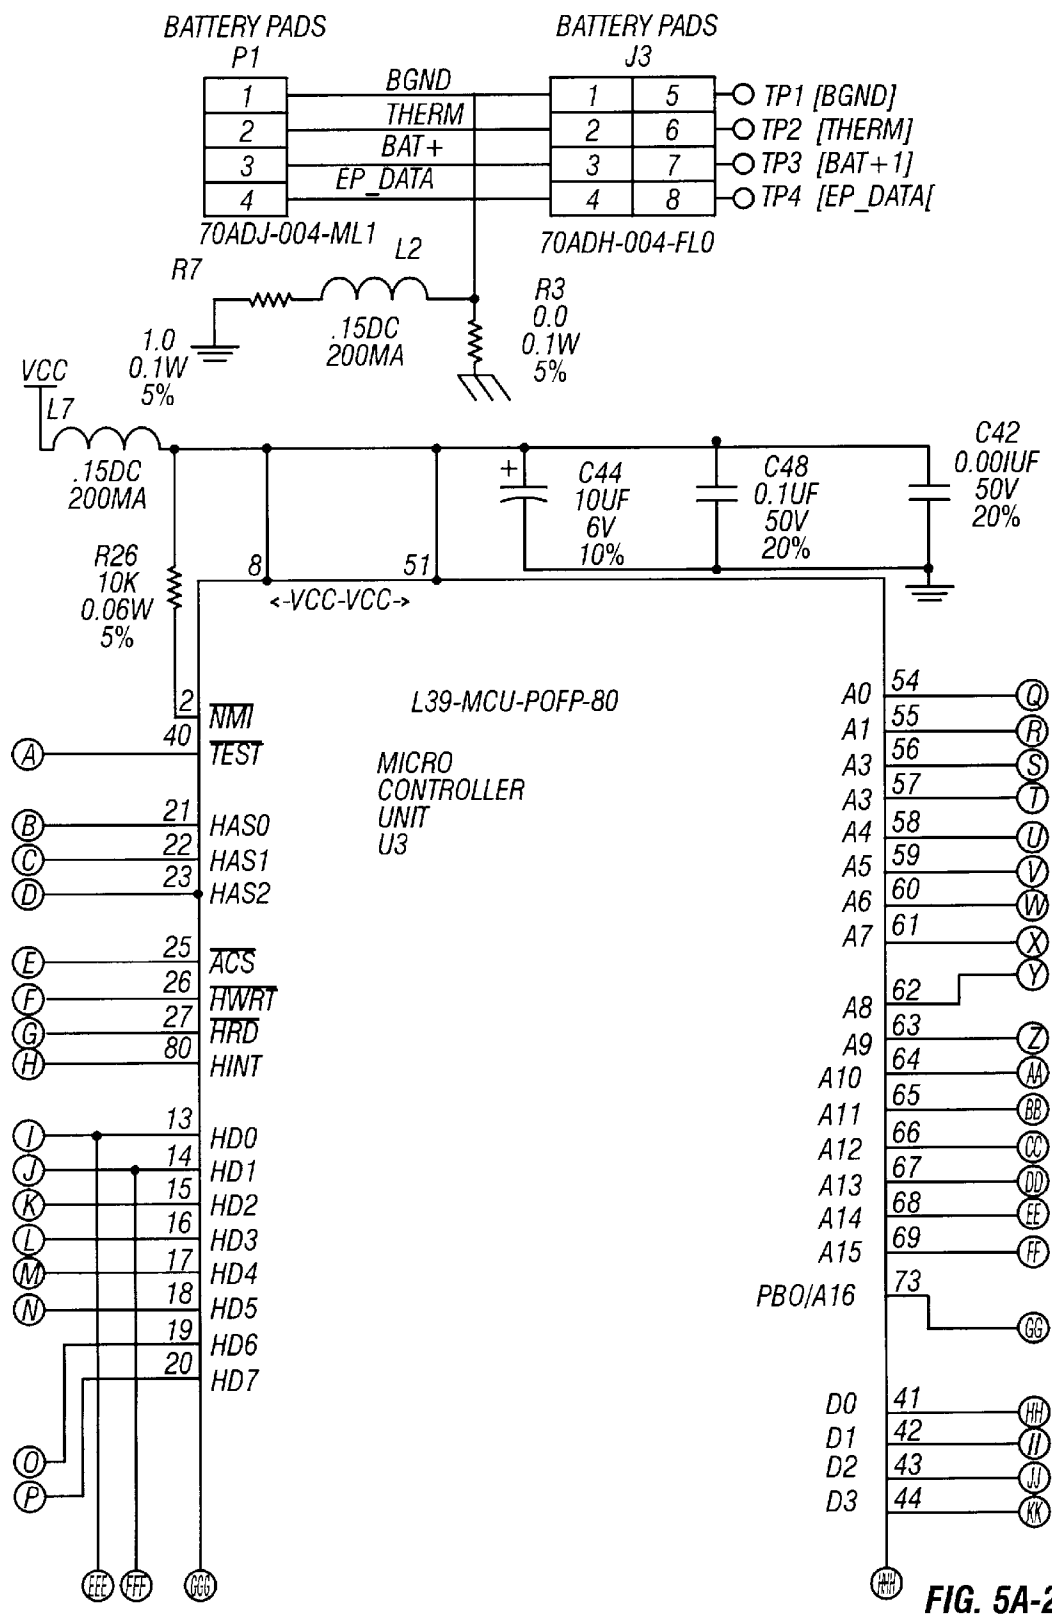 BATTERY PADS
P1
BATTERY PADS
J3
1
BGND
1
5
TP1 [BGND]
2
THERM
2
6
TP2 [THERM]
3
BAT+
3
7
TP3 [BAT+1]
4
EP_DATA
4
8
TP4 [EP_DATA[
70ADJ-004-ML1
70ADH-004-FL0
R7
1.0
0.1W
5%
L2
.15DC
200MA
R3
0.0
0.1W
5%
VCC
L7
.15DC
200MA
C44
10UF
6V
10%
+
C48
0.1UF
50V
20%
C42
0.00IUF
50V
20%
R26
10K
0.06W
5%
8
51
<-VCC-VCC->
L39-MCU-POFP-80
MICRO
CONTROLLER
UNIT
U3
2 NMI
A 40 TEST
B 21 HAS0
C 22 HAS1
D 23 HAS2
E 25 ACS
F 26 HWRT
G 27 HRD
H 80 HINT
I 13 HD0
J 14 HD1
K 15 HD2
L 16 HD3
M 17 HD4
N 18 HD5
19 HD6
20 HD7
O
P
EEE
FFF
GGG
A0 54 Q
A1 55 R
A3 56 S
A3 57 T
A4 58 U
A5 59 V
A6 60 W
A7 61 X
A8 62 Y
A9 63 Z
A10 64 AA
A11 65 BB
A12 66 CC
A13 67 DD
A14 68 EE
A15 69 FF
PBO/A16 73 GG
D0 41 HH
D1 42 II
D2 43 JJ
D3 44 KK
HHH
FIG. 5A-2